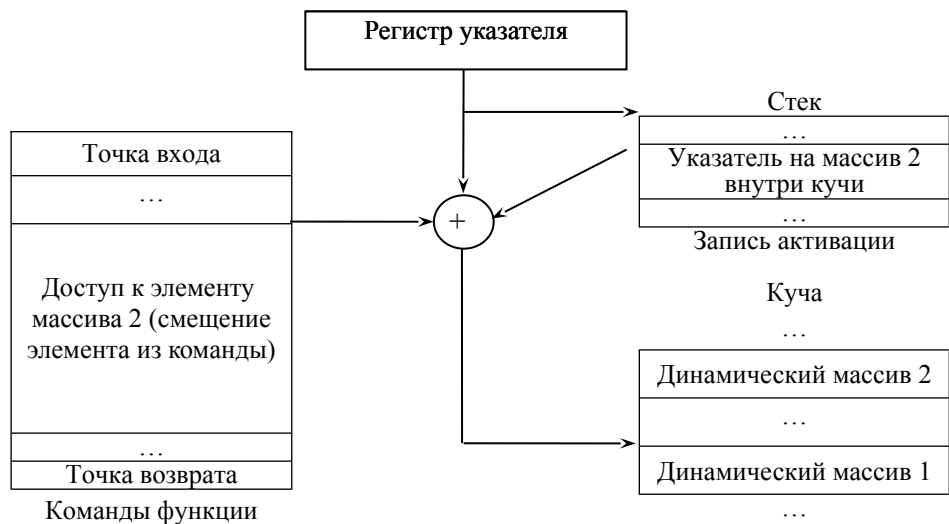 Регистр указателя
Точка входа
…
Доступ к элементу
массива 2 (смещение
элемента из команды)
…
Точка возврата
Команды функции
+
Стек
…
Указатель на массив 2
внутри кучи
…
Запись активации
Куча
…
Динамический массив 2
…
Динамический массив 1
…